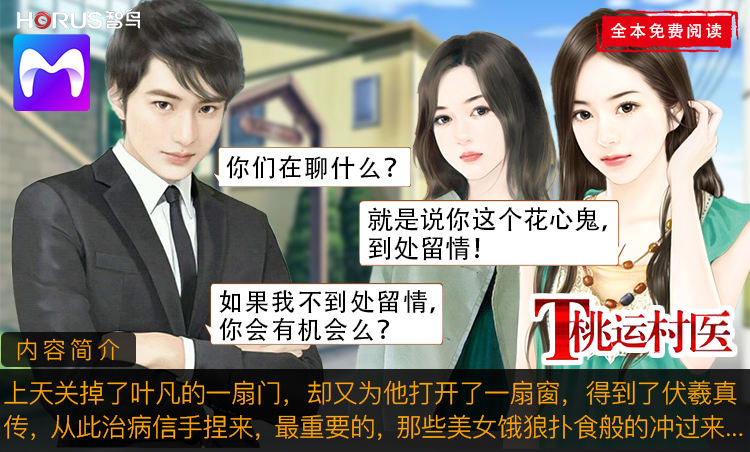 HORUS智鸟
全本免费阅读
你们在聊什么?
就是说你这个花心鬼,
到处留情!
如果我不到处留情,
你会有机会么?
T桃运村医
内容简介
上天关掉了叶凡的一扇门，却又为他打开了一扇窗，得到了伏羲真
传，从此治病信手捏来，最重要的，那些美女饿狼扑食般的冲过来...